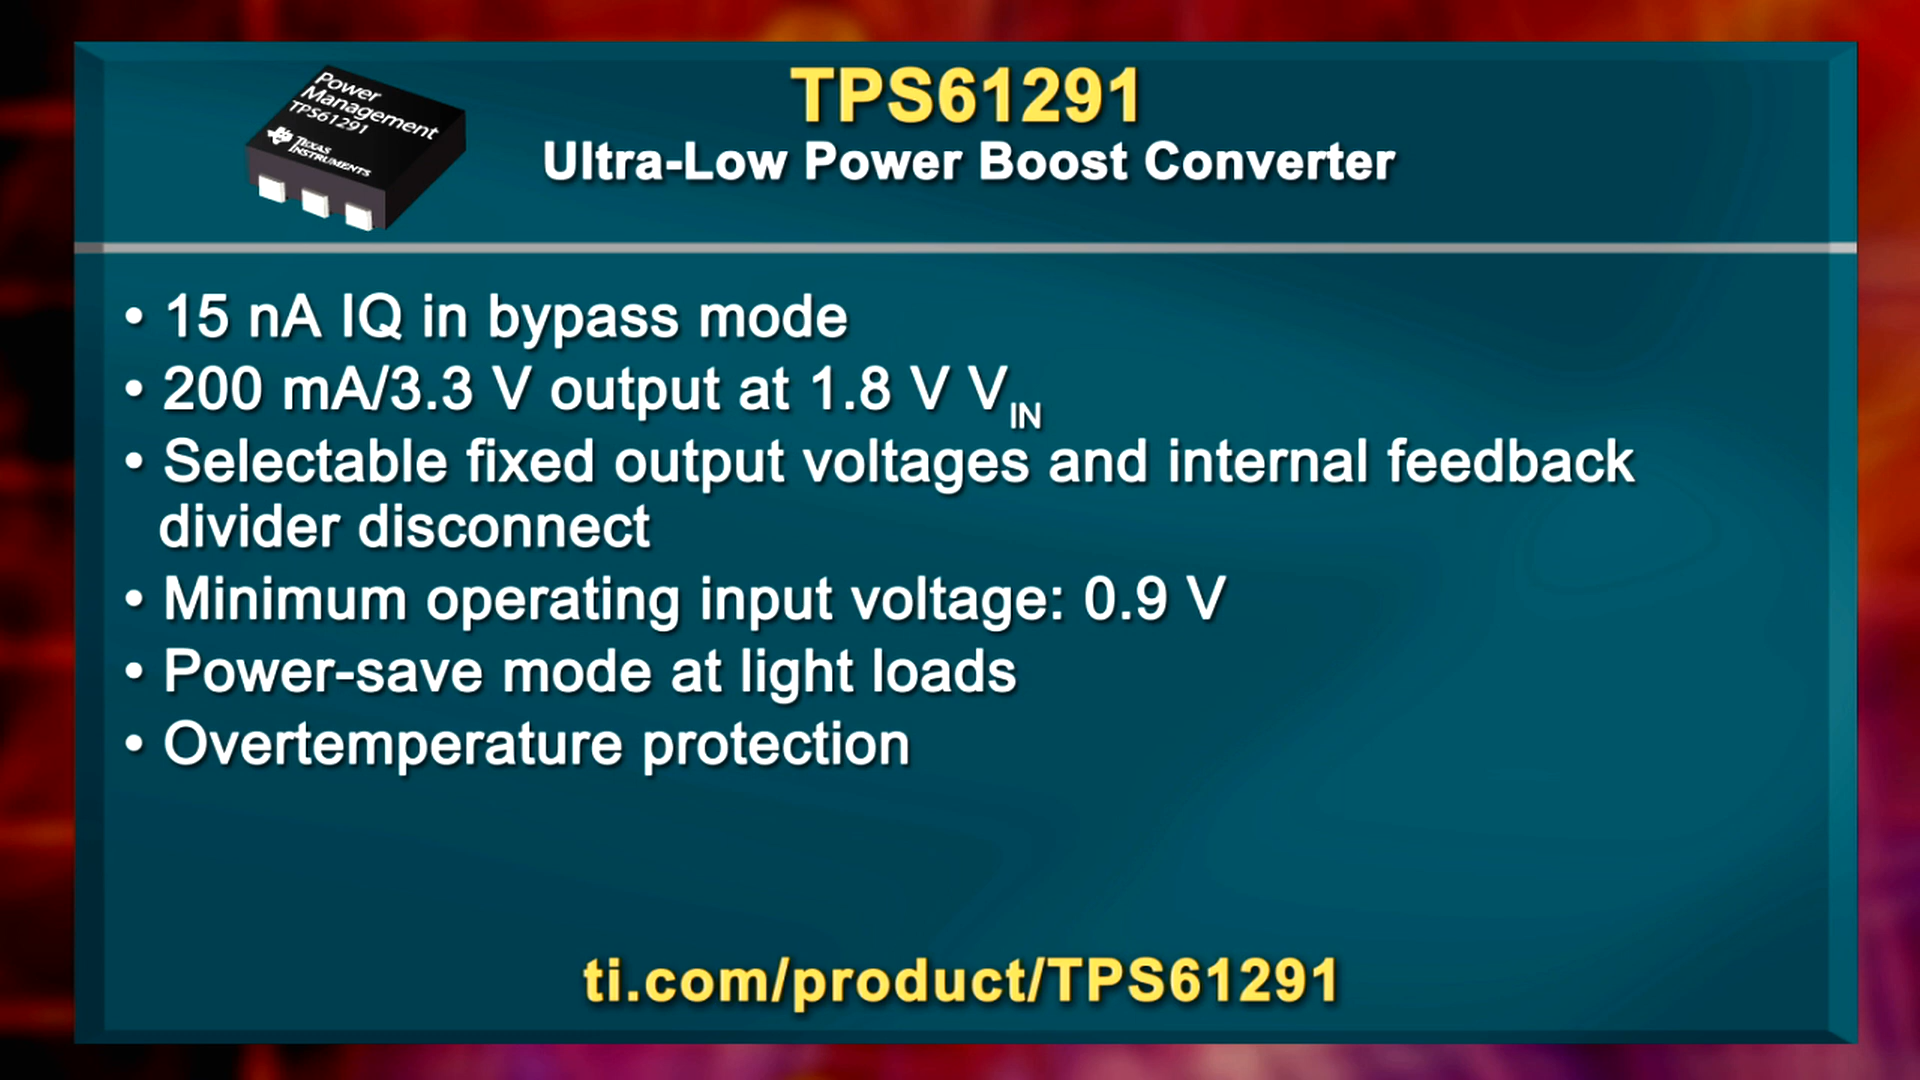 Power
Management
TPS61291
TEXAS
INSTRUMENTS
TPS61291
Ultra-Low Power Boost Converter
• 15 nA IQ in bypass mode
• 200 mA/3.3 V output at 1.8 V VIN
• Selectable fixed output voltages and internal feedback
divider disconnect
• Minimum operating input voltage: 0.9 V
• Power-save mode at light loads
• Overtemperature protection
ti.com/product/TPS61291